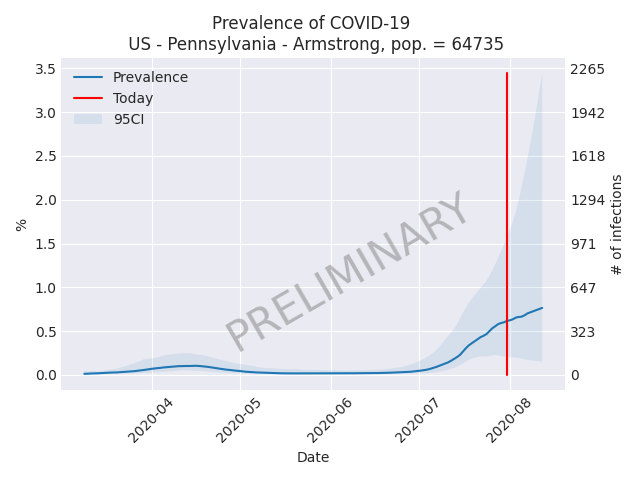 Prevalence of COVID-19
US - Pennsylvania - Armstrong, pop. = 64735
Prevalence
Today
95CI
PRELIMINARY
%
3.5
3.0
2.5
2.0
1.5
1.0
0.5
0.0
2265
1942
1618
1294
971
647
323
0
# of infections
2020-04
2020-05
2020-06
2020-07
2020-08
Date